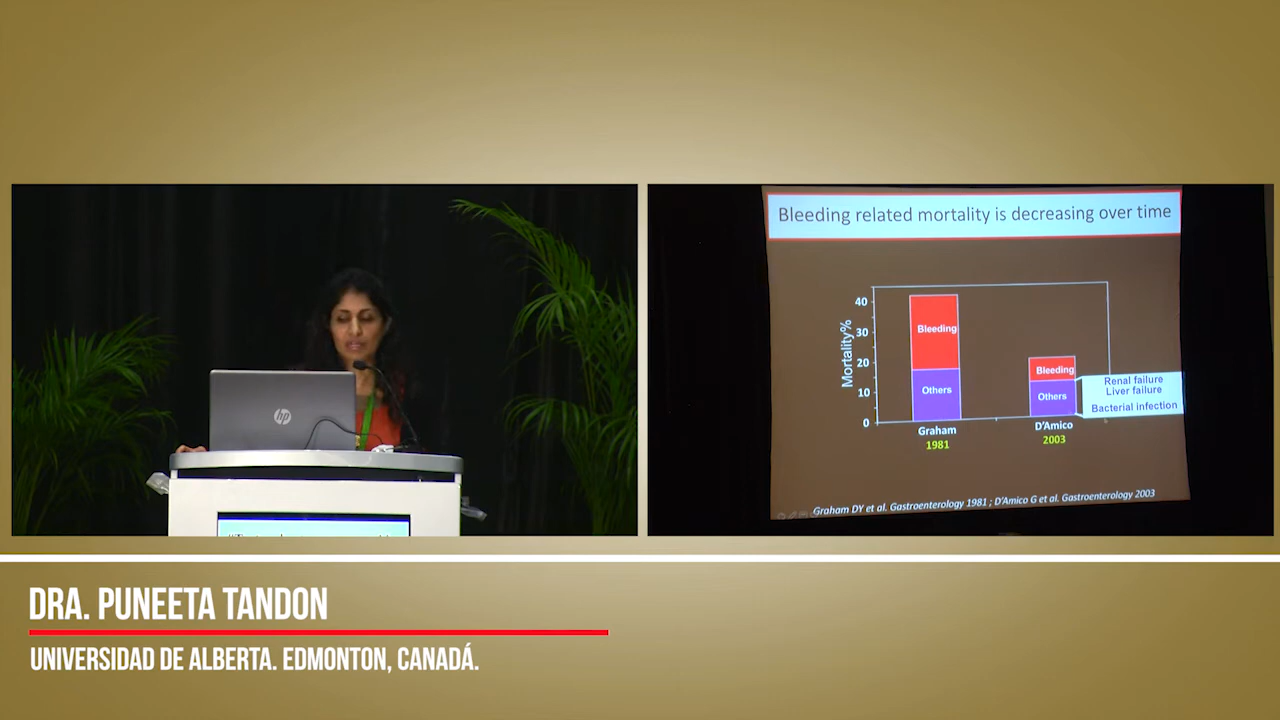 hp
Bleeding related mortality is decreasing over time
Mortality%
40
30
20
10
0
Bleeding
Others
Bleeding
Others
Renal failure
Liver failure
Bacterial infection
Graham
1981
D'Amico
2003
Graham DY et al. Gastroenterology 1981 ; D'Amico G et al. Gastroenterology 2003
DRA. PUNEETA TANDON
UNIVERSIDAD DE ALBERTA. EDMONTON, CANADÁ.